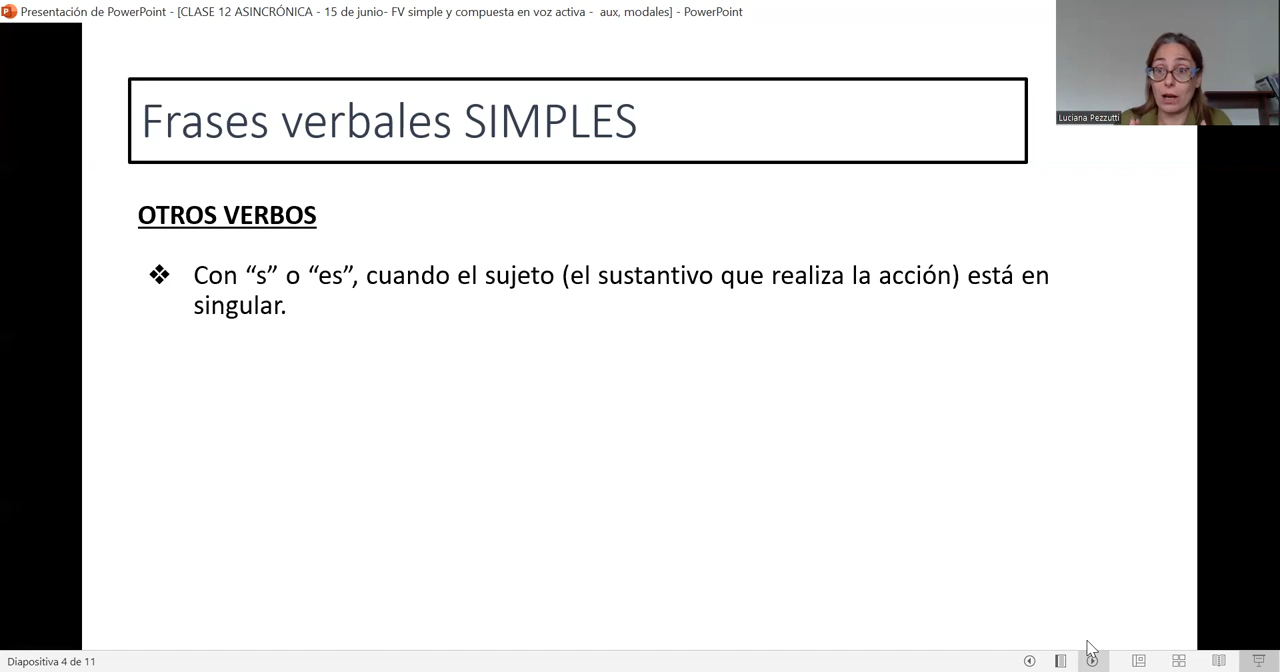 Presentación de PowerPoint - [CLASE 12 ASINCRÓNICA - 15 de junio- FV simple y compuesta en voz activa - aux, modales] - PowerPoint
Luciana Pezzutti
Frases verbales SIMPLES
OTROS VERBOS
❖ Con “s” o “es”, cuando el sujeto (el sustantivo que realiza la acción) está en
singular.
Diapositiva 4 de 11